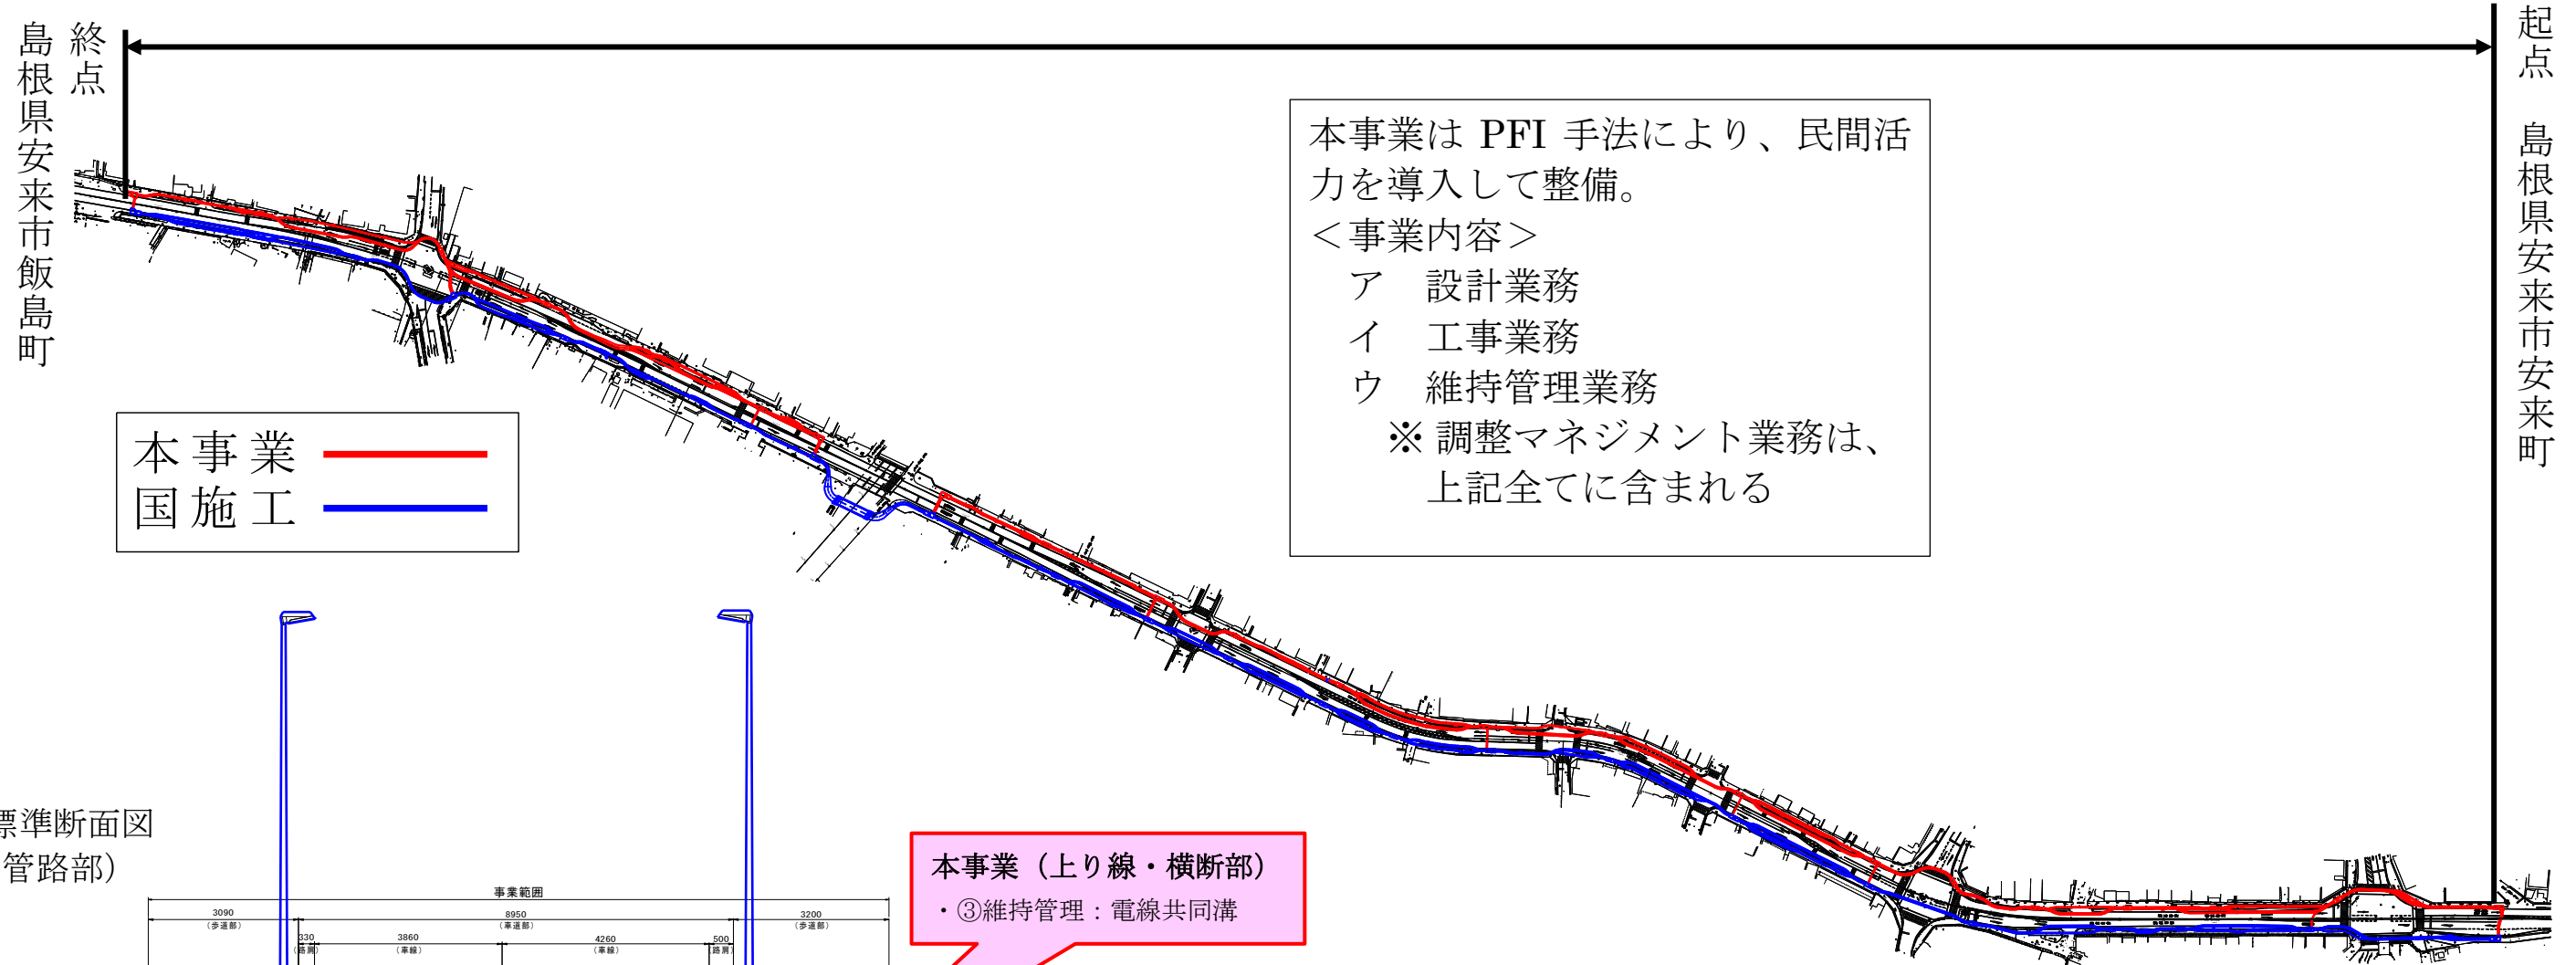 終点
島根県安来市飯島町
起点　島根県安来市安来町
本事業は PFI 手法により、民間活
力を導入して整備。
＜事業内容＞
ア　設計業務
イ　工事業務
ウ　維持管理業務
※ 調整マネジメント業務は、
上記全てに含まれる
本事業
国施工
標準断面図
管路部）
事業範囲
3090
（歩道部）
8950
（車道部）
3200
（歩道部）
330
（路肩）
3860
（車線）
4260
（車線）
500
（路肩）
本事業（上り線・横断部）
・③維持管理：電線共同溝